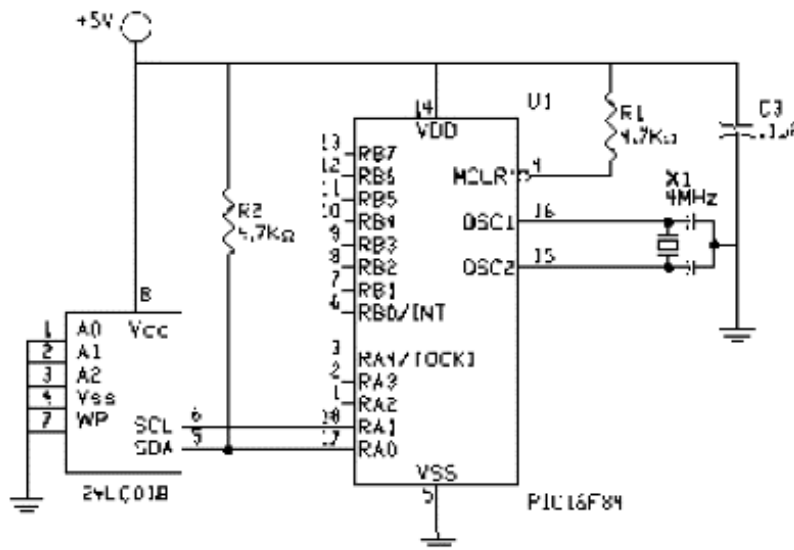 +5V
14
U1
VDD
R1
4.7KΩ
C3
13 RB7
12 RB6
11 RB5
10 RB4
9 RB3
8 RB2
7 RB1
6 RB0/INT
MCLR
4
X1
4MHz
OSC1
16
OSC2
15
R2
4.7KΩ
8
Vcc
1 A0
2 A1
3 A2
4 Vss
7 WP
SCL 6
SDA 5
3
2 RA3
1 RA2
18 RA1
17 RA0
VSS
5
24LC01B
PIC16F84